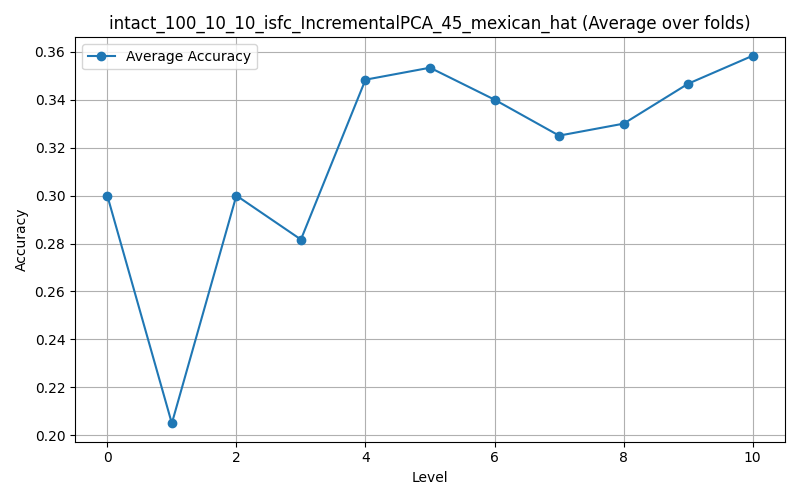 intact_100_10_10_isfc_IncrementalPCA_45_mexican_hat (Average over folds)
Average Accuracy
0.36
0.34
0.32
0.30
0.28
0.26
0.24
0.22
0.20
Accuracy
0 2 4 6 8 10
Level